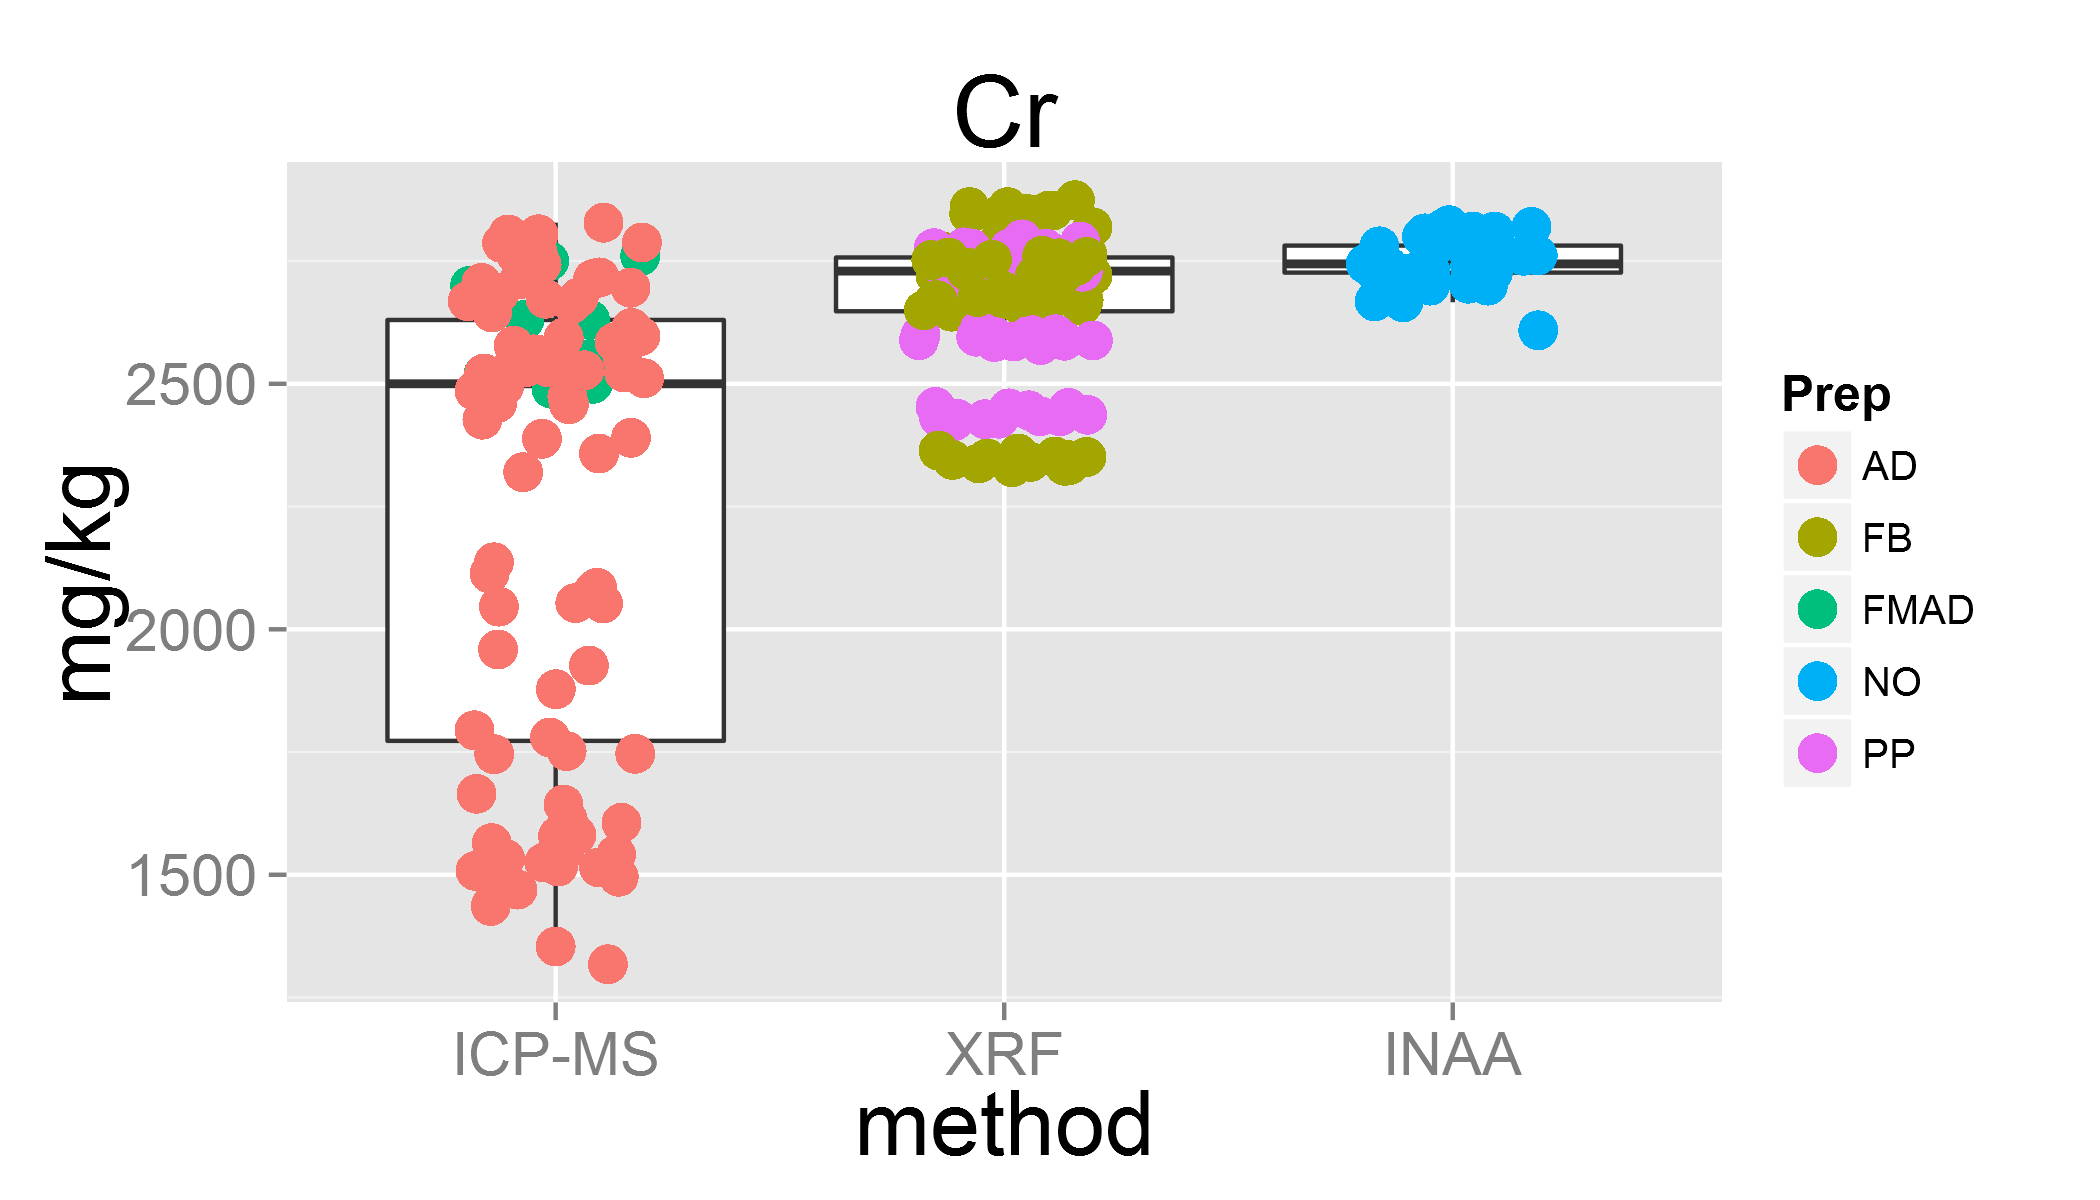 Cr
mg/kg
2500
2000
1500
ICP-MS
XRF
INAA
method
Prep
AD
FB
FMAD
NO
PP